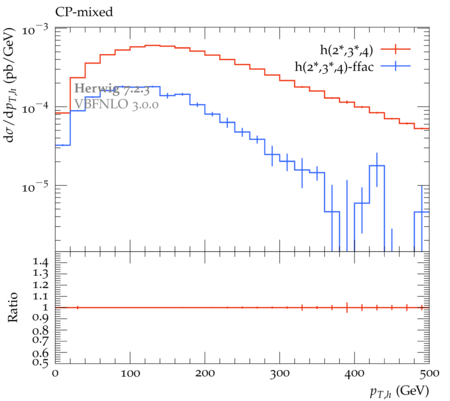 CP-mixed
10⁻³
h(2*,3*,4)
h(2*,3*,4)-ffac
Herwig 7.2.3
VBFNLO 3.0.0
10⁻⁴
10⁻⁵
dσ/dp_{T,h} (pb/GeV)
1.4
1.3
1.2
1.1
1
0.9
0.8
0.7
0.6
0.5
Ratio
0 100 200 300 400 500
p_{T,h} (GeV)